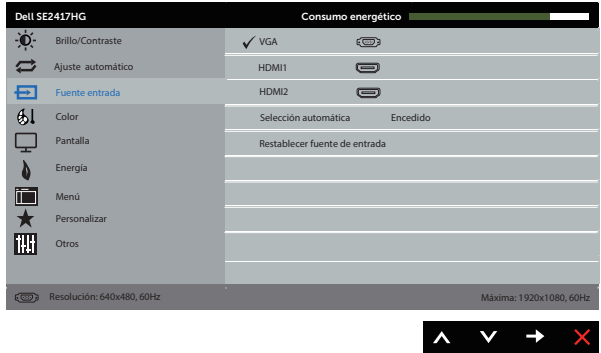 Dell SE2417HG Consumo energético
Brillo/Contraste VGA
Ajuste automático HDMI1
Fuente entrada HDMI2
Color Selección automática Encedido
Pantalla Restablecer fuente de entrada
Energía
Menú
Personalizar
Otros
Resolución: 640x480, 60Hz Máxima: 1920x1080, 60Hz